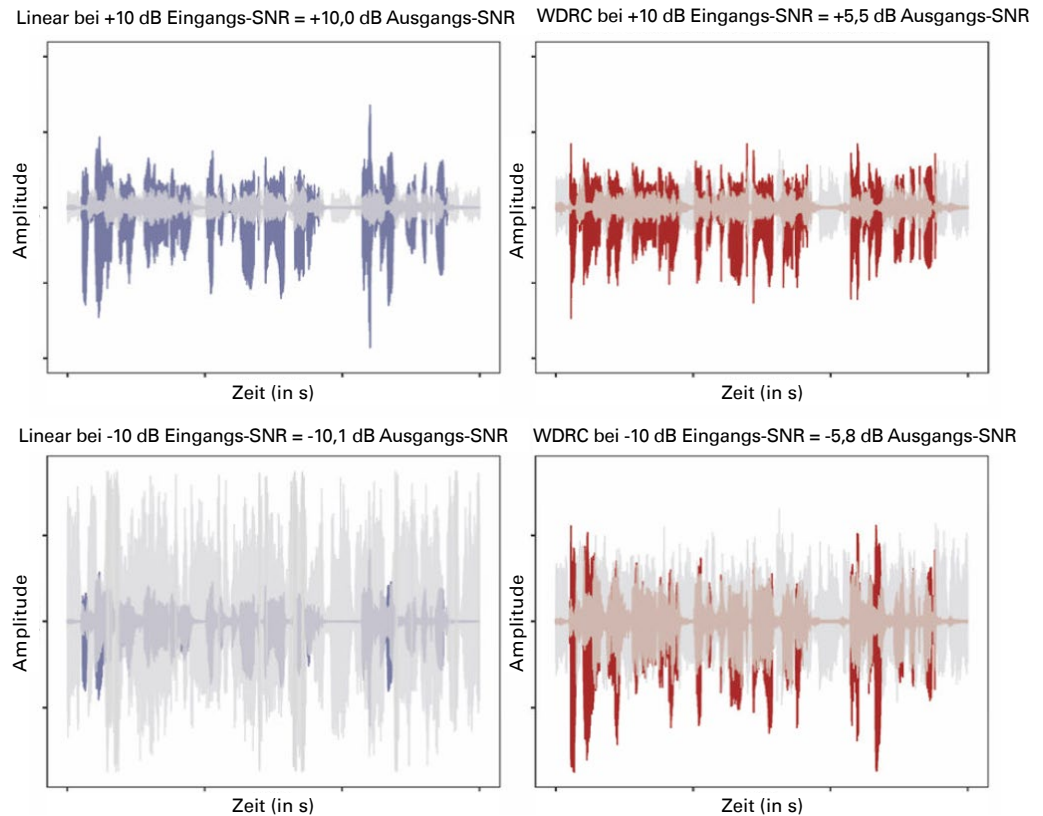 Linear bei +10 dB Eingangs-SNR = +10,0 dB Ausgangs-SNR
WDRC bei +10 dB Eingangs-SNR = +5,5 dB Ausgangs-SNR
Amplitude
Amplitude
Zeit (in s)
Zeit (in s)
Linear bei -10 dB Eingangs-SNR = -10,1 dB Ausgangs-SNR
WDRC bei -10 dB Eingangs-SNR = -5,8 dB Ausgangs-SNR
Amplitude
Amplitude
Zeit (in s)
Zeit (in s)